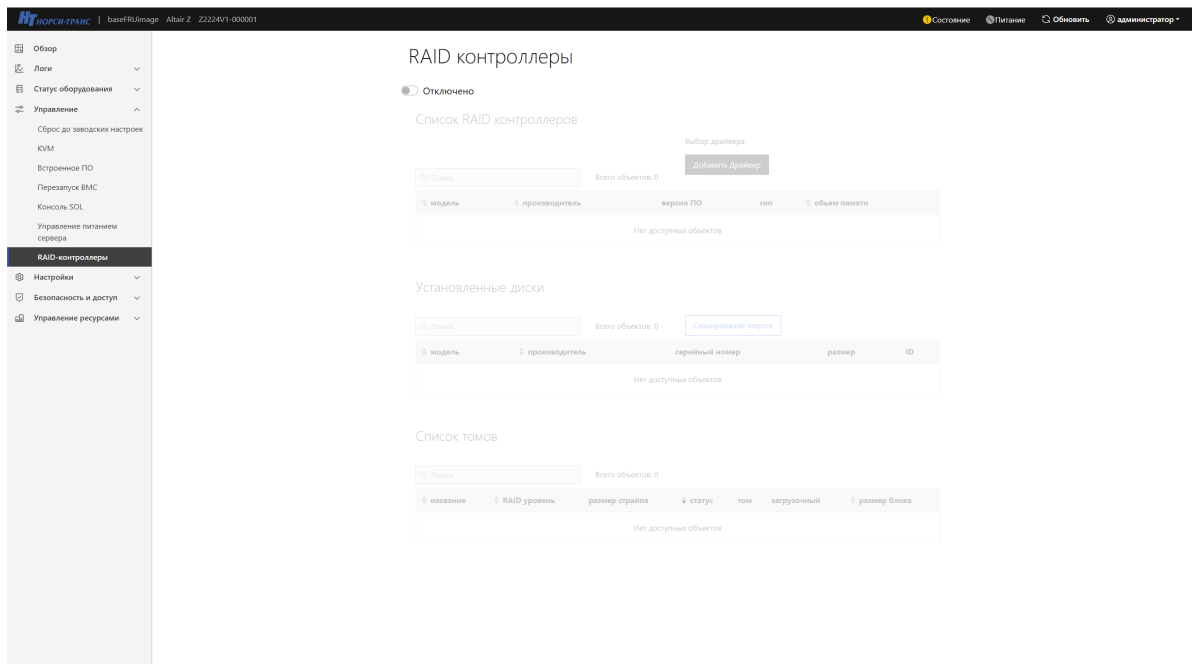 НТ НОРСИ-ТРАНС | baseFRUimage Altair Z Z2224V1-000001 Состояние Питание Обновить администратор
Обзор
Логи
Статус оборудования
Управление
Сброс до заводских настроек
KVM
Встроенное ПО
Перезапуск BMC
Консоль SOL
Управление питанием
сервера
RAID-контроллеры
Настройки
Безопасность и доступ
Управление ресурсами
RAID контроллеры
Отключено
Список RAID контроллеров
Выбор драйвера
Добавить Драйвер
Поиск Всего объектов: 0
модель производитель версия ПО тип обьем памяти
Нет доступных объектов
Установленные диски
Поиск Всего объектов: 0 Сканирование портов
модель производитель серийный номер размер ID
Нет доступных объектов
Список томов
Поиск Всего объектов: 0
название RAID уровень размер страйпа статус том загрузочный размер блока
Нет доступных объектов